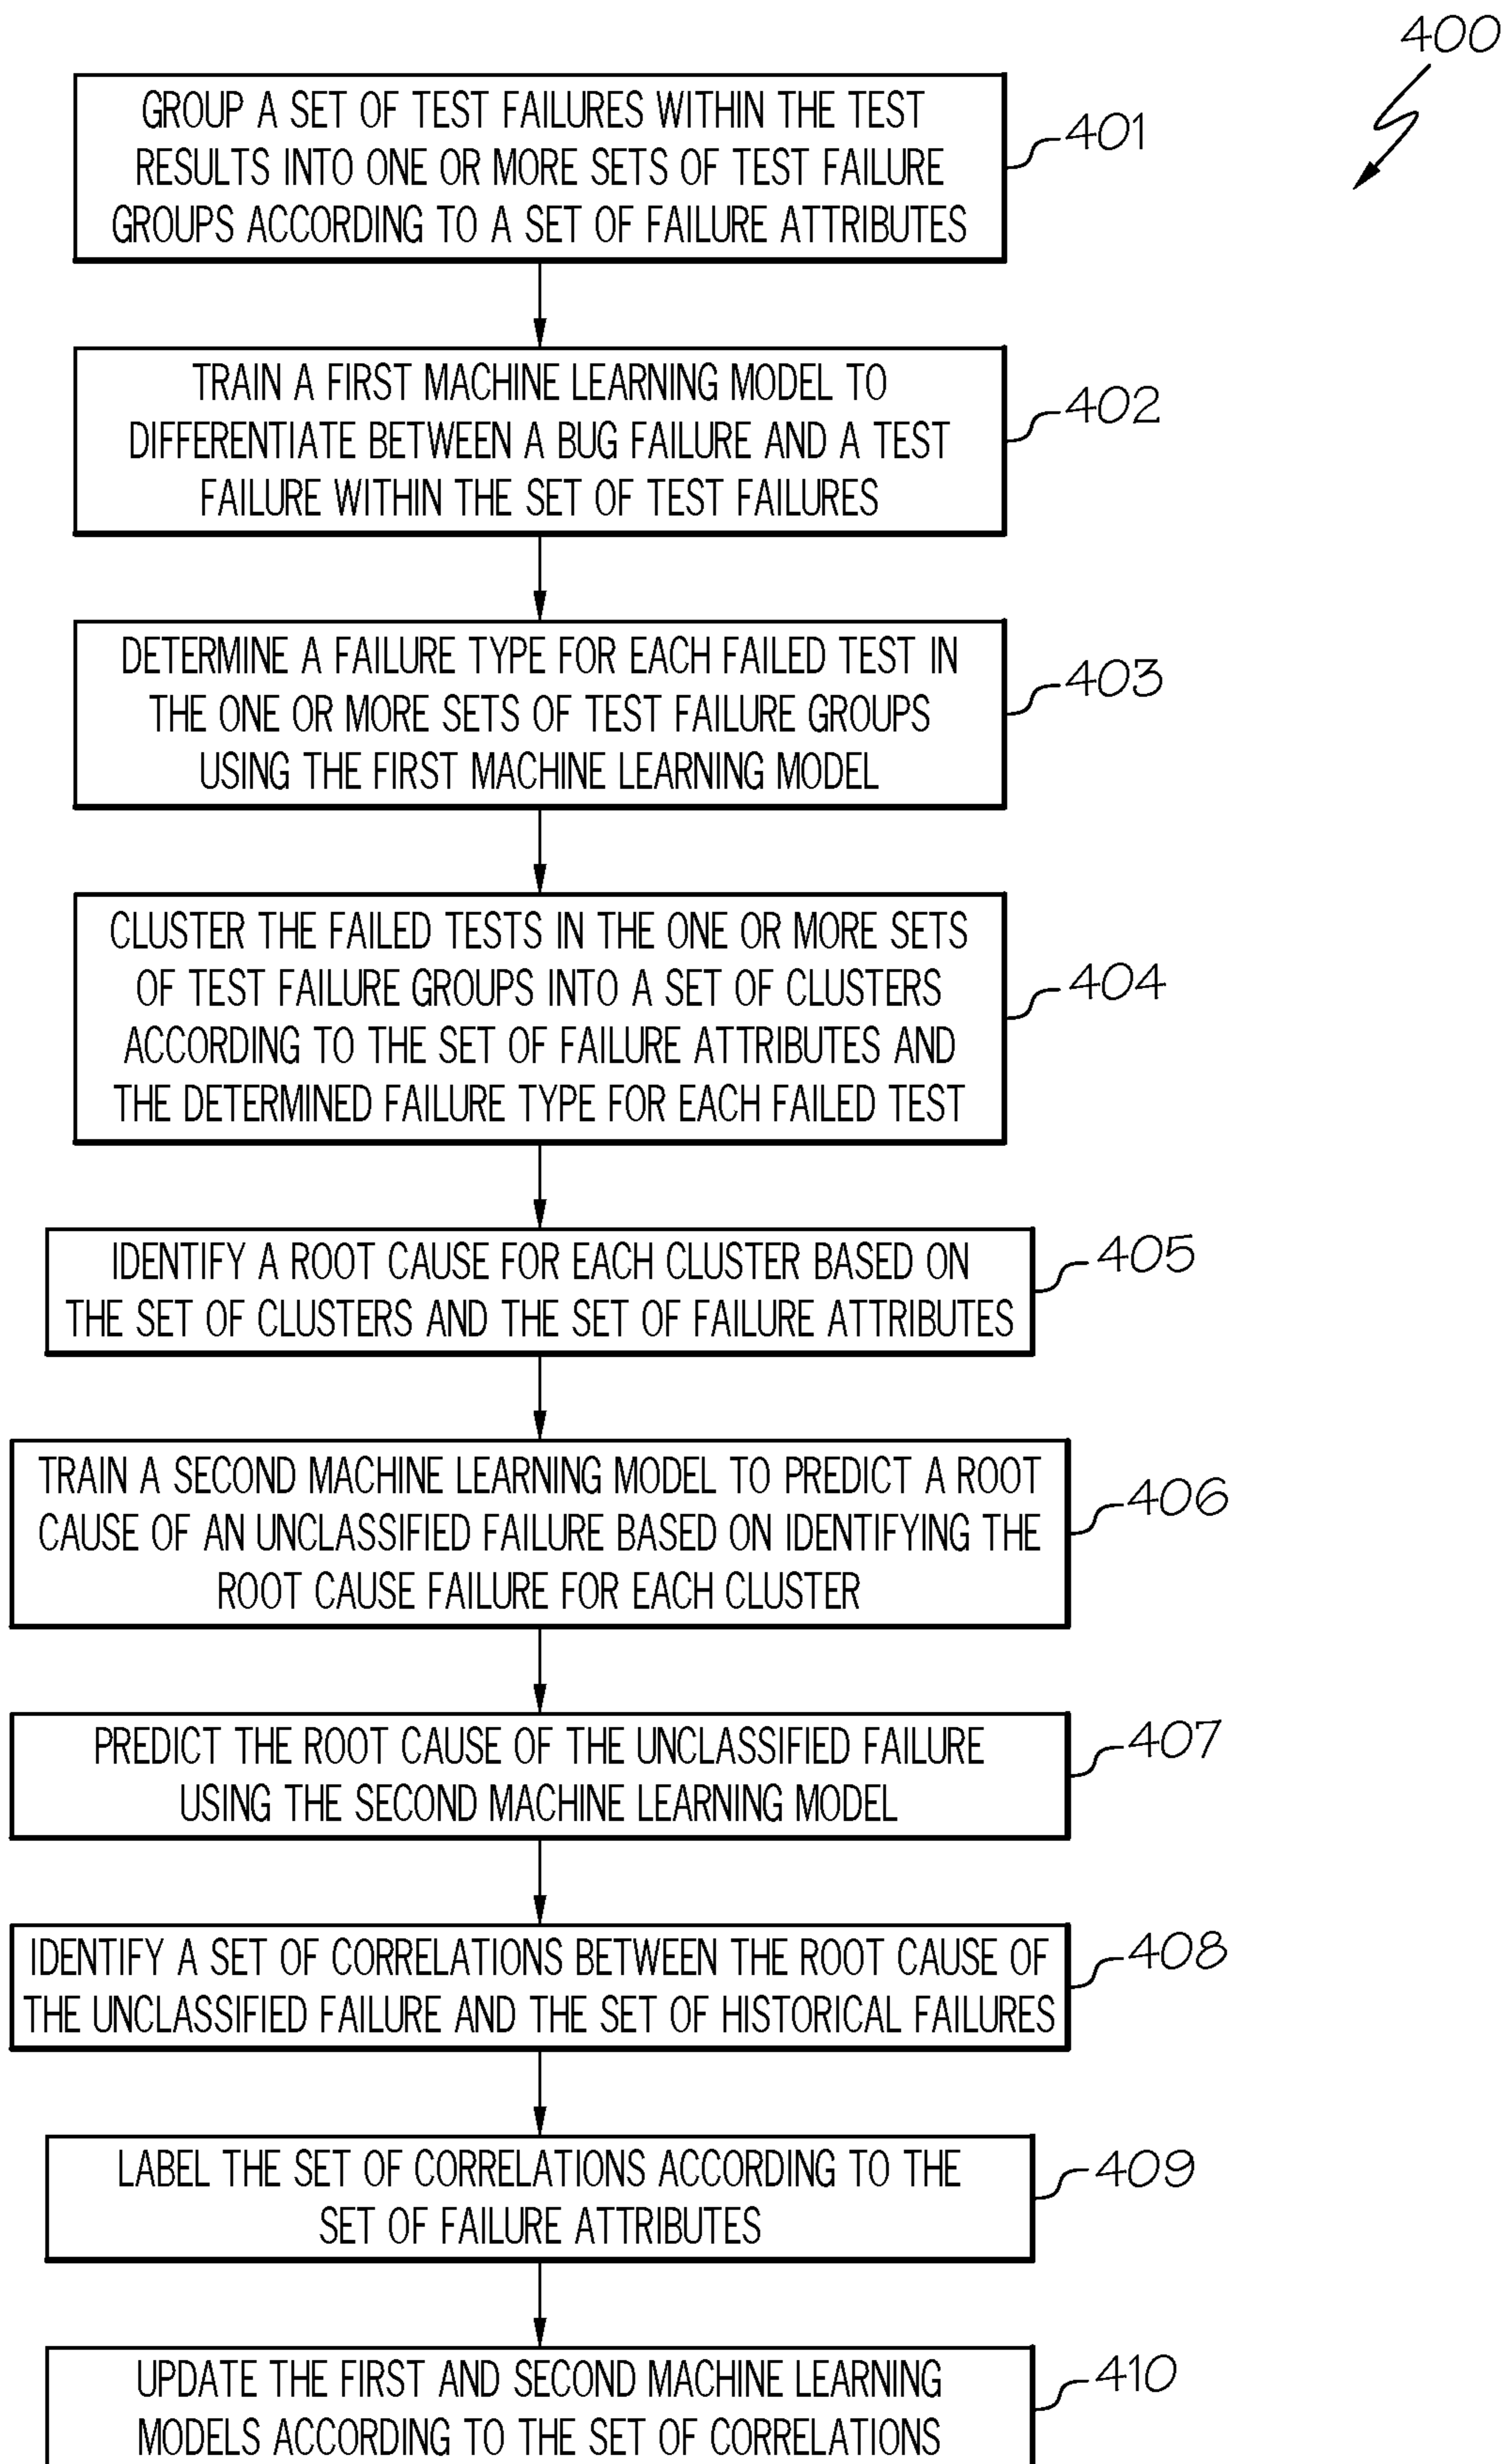 400
GROUP A SET OF TEST FAILURES WITHIN THE TEST
RESULTS INTO ONE OR MORE SETS OF TEST FAILURE
GROUPS ACCORDING TO A SET OF FAILURE ATTRIBUTES
401
TRAIN A FIRST MACHINE LEARNING MODEL TO
DIFFERENTIATE BETWEEN A BUG FAILURE AND A TEST
FAILURE WITHIN THE SET OF TEST FAILURES
402
DETERMINE A FAILURE TYPE FOR EACH FAILED TEST IN
THE ONE OR MORE SETS OF TEST FAILURE GROUPS
USING THE FIRST MACHINE LEARNING MODEL
403
CLUSTER THE FAILED TESTS IN THE ONE OR MORE SETS
OF TEST FAILURE GROUPS INTO A SET OF CLUSTERS
ACCORDING TO THE SET OF FAILURE ATTRIBUTES AND
THE DETERMINED FAILURE TYPE FOR EACH FAILED TEST
404
IDENTIFY A ROOT CAUSE FOR EACH CLUSTER BASED ON
THE SET OF CLUSTERS AND THE SET OF FAILURE ATTRIBUTES
405
TRAIN A SECOND MACHINE LEARNING MODEL TO PREDICT A ROOT
CAUSE OF AN UNCLASSIFIED FAILURE BASED ON IDENTIFYING THE
ROOT CAUSE FAILURE FOR EACH CLUSTER
406
PREDICT THE ROOT CAUSE OF THE UNCLASSIFIED FAILURE
USING THE SECOND MACHINE LEARNING MODEL
407
IDENTIFY A SET OF CORRELATIONS BETWEEN THE ROOT CAUSE OF
THE UNCLASSIFIED FAILURE AND THE SET OF HISTORICAL FAILURES
408
LABEL THE SET OF CORRELATIONS ACCORDING TO THE
SET OF FAILURE ATTRIBUTES
409
UPDATE THE FIRST AND SECOND MACHINE LEARNING
MODELS ACCORDING TO THE SET OF CORRELATIONS
410